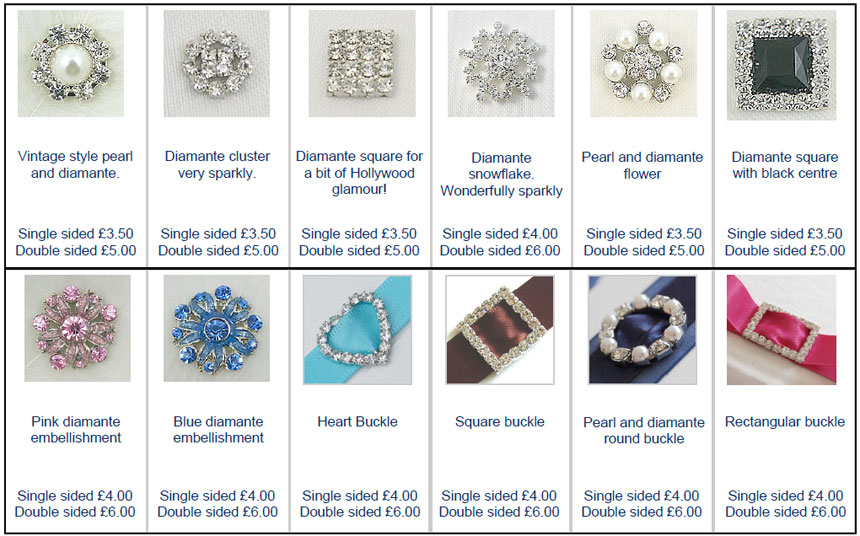 Vintage style pearl
and diamante.
Single sided £3.50
Double sided £5.00
Diamante cluster
very sparkly.
Single sided £3.50
Double sided £5.00
Diamante square for
a bit of Hollywood
glamour!
Single sided £3.50
Double sided £5.00
Diamante
snowflake.
Wonderfully sparkly
Single sided £4.00
Double sided £6.00
Pearl and diamante
flower
Single sided £3.50
Double sided £5.00
Diamante square
with black centre
Single sided £3.50
Double sided £5.00
Pink diamante
embellishment
Single sided £4.00
Double sided £6.00
Blue diamante
embellishment
Single sided £4.00
Double sided £6.00
Heart Buckle
Single sided £4.00
Double sided £6.00
Square buckle
Single sided £4.00
Double sided £6.00
Pearl and diamante
round buckle
Single sided £4.00
Double sided £6.00
Rectangular buckle
Single sided £4.00
Double sided £6.00